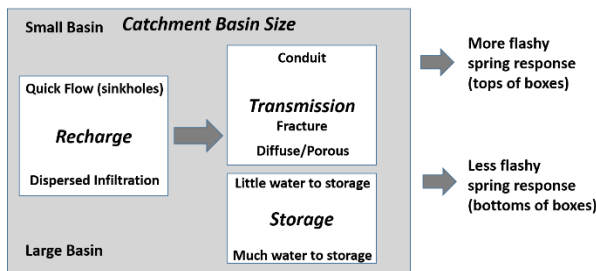 Small Basin
Catchment Basin Size
Quick Flow (sinkholes)
Recharge
Dispersed Infiltration
Conduit
Transmission
Fracture
Diffuse/Porous
Little water to storage
Storage
Much water to storage
Large Basin
More flashy
spring response
(tops of boxes)
Less flashy
spring response
(bottoms of boxes)